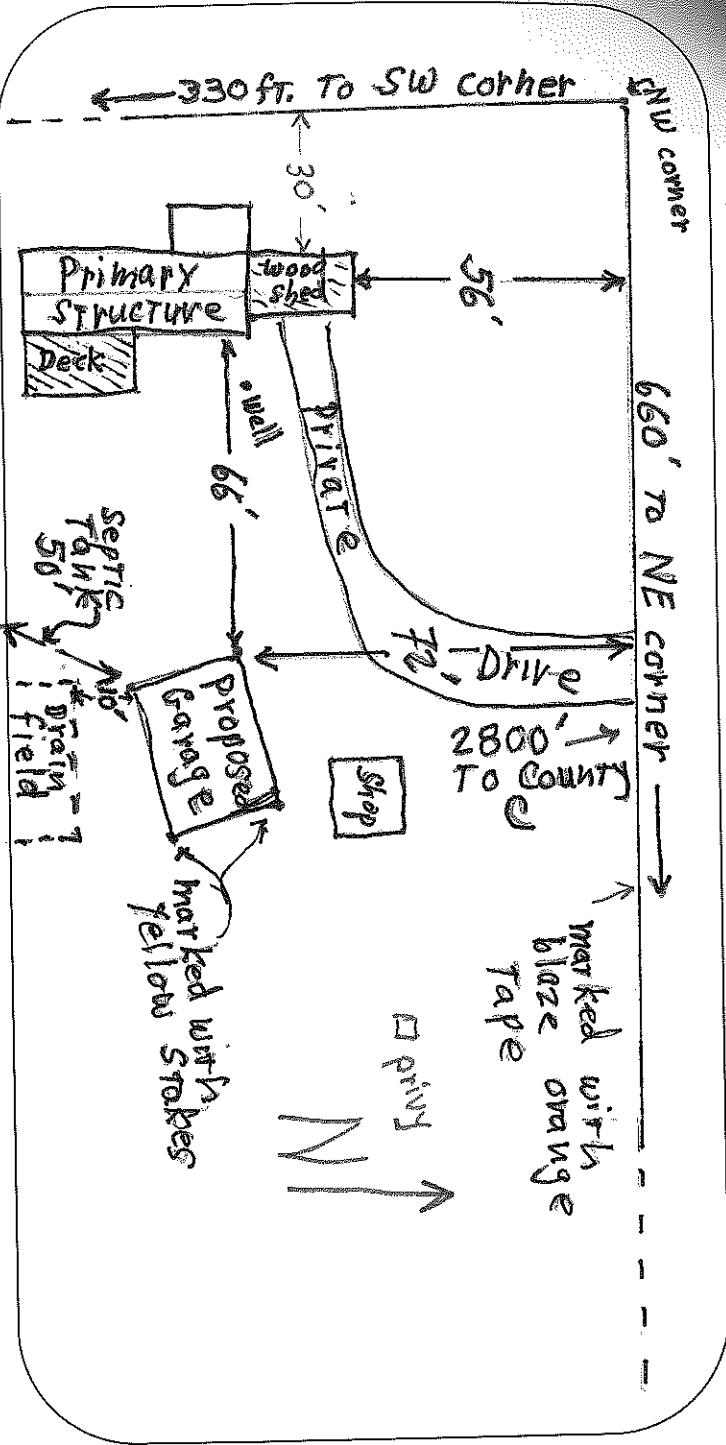 330 ft. To SW corner
NW corner
30'
56'
660' To NE corner
wood
shed
Primary
Structure
Deck
.well
66'
Private
Drive
72'
2800'
To County
C
Septic
Tank
50'
10'
Drain
field
Proposed
Garage
Shop
marked with
Yellow Stakes
marked with
blaze orange
Tape
privy
N